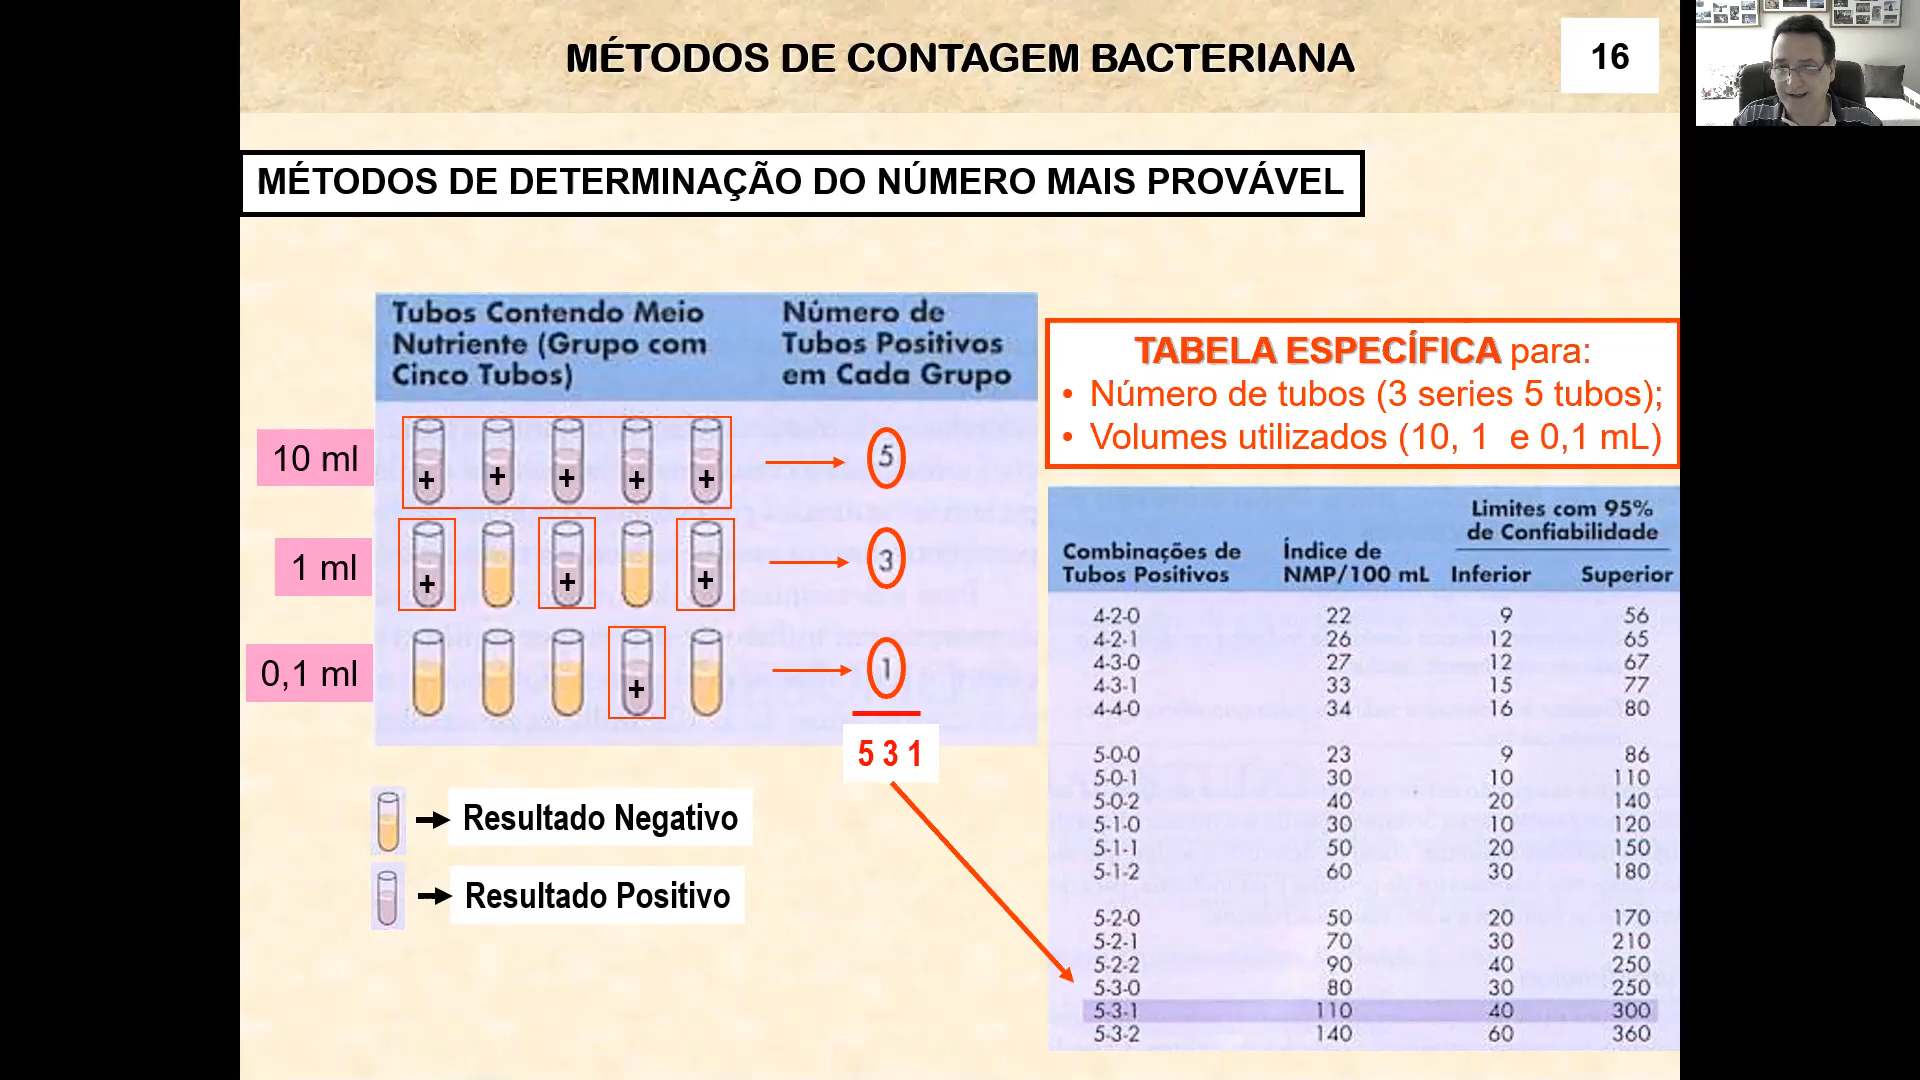 MÉTODOS DE CONTAGEM BACTERIANA
16
MÉTODOS DE DETERMINAÇÃO DO NÚMERO MAIS PROVÁVEL
Tubos Contendo Meio
Nutriente (Grupo com
Cinco Tubos)
Número de
Tubos Positivos
em Cada Grupo
10 ml
+ + + + +
5
1 ml
+ + +
3
0,1 ml
+
1
5 3 1
Resultado Negativo
Resultado Positivo
TABELA ESPECÍFICA para:
• Número de tubos (3 series 5 tubos);
• Volumes utilizados (10, 1 e 0,1 mL)
Limites com 95%
de Confiabilidade
Combinações de
Tubos Positivos
Índice de
NMP/100 mL
Inferior
Superior
4-2-0 22 9 56
4-2-1 26 12 65
4-3-0 27 12 67
4-3-1 33 15 77
4-4-0 34 16 80
5-0-0 23 9 86
5-0-1 30 10 110
5-0-2 40 20 140
5-1-0 30 10 120
5-1-1 50 20 150
5-1-2 60 30 180
5-2-0 50 20 170
5-2-1 70 30 210
5-2-2 90 40 250
5-3-0 80 30 250
5-3-1 110 40 300
5-3-2 140 60 360